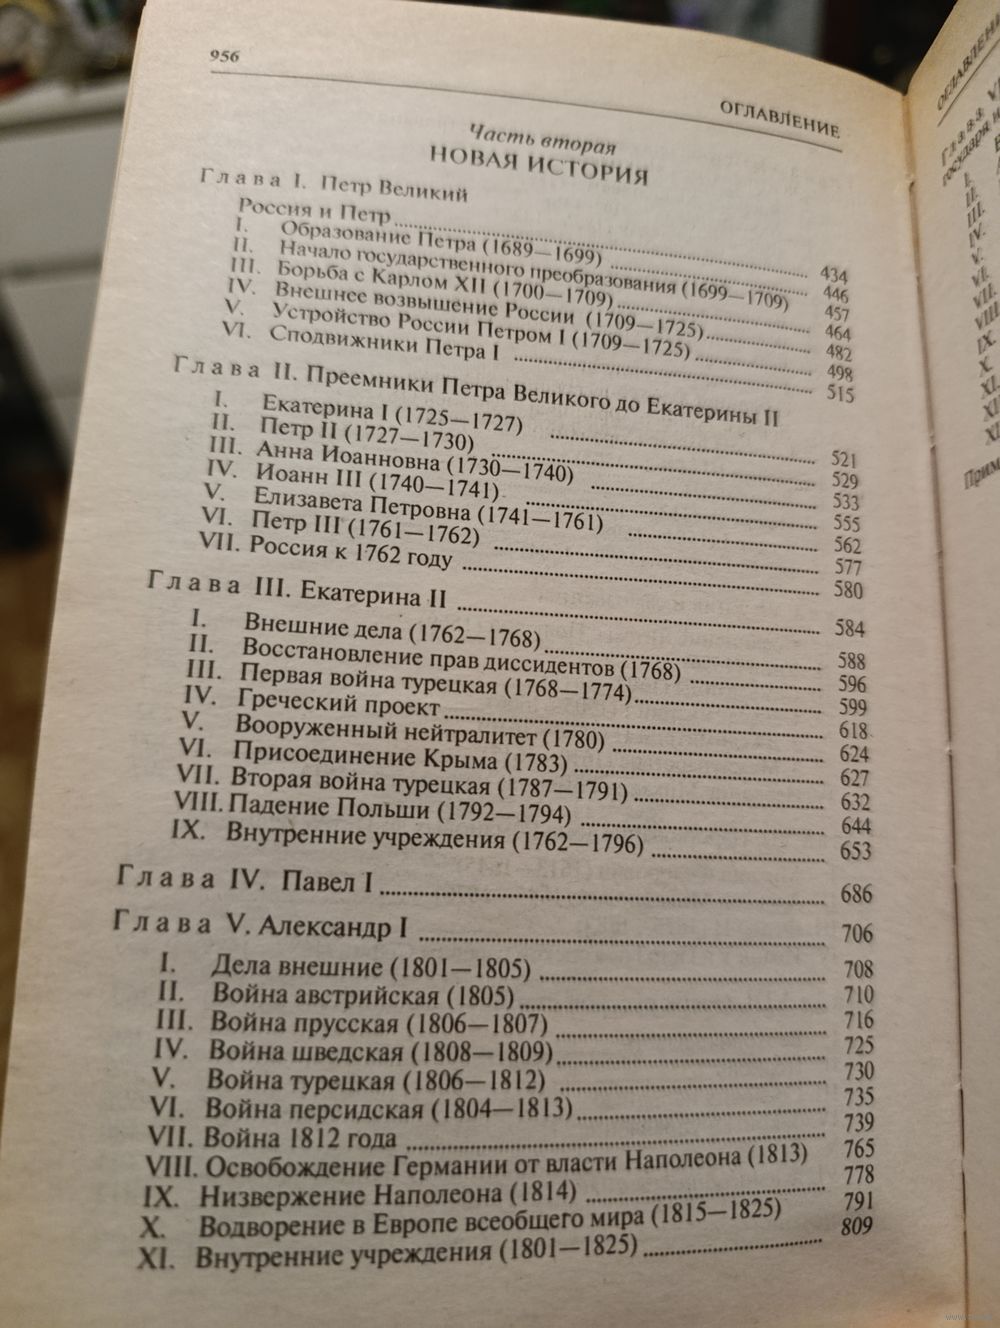 956
ОГЛАВЛЕНИЕ
Часть вторая
НОВАЯ ИСТОРИЯ
Глава I. Петр Великий
Россия и Петр 434
I. Образование Петра (1689—1699) 446
II. Начало государственного преобразования (1699—1709) 457
III. Борьба с Карлом XII (1700—1709) 464
IV. Внешнее возвышение России (1709—1725) 482
V. Устройство России Петром I (1709—1725) 498
VI. Сподвижники Петра I 515
Глава II. Преемники Петра Великого до Екатерины II
I. Екатерина I (1725—1727) 521
II. Петр II (1727—1730) 529
III. Анна Иоанновна (1730—1740) 533
IV. Иоанн III (1740—1741) 555
V. Елизавета Петровна (1741—1761) 562
VI. Петр III (1761—1762) 577
VII. Россия к 1762 году 580
Глава III. Екатерина II 584
I. Внешние дела (1762—1768) 588
II. Восстановление прав диссидентов (1768) 596
III. Первая война турецкая (1768—1774) 599
IV. Греческий проект 618
V. Вооруженный нейтралитет (1780) 624
VI. Присоединение Крыма (1783) 627
VII. Вторая война турецкая (1787—1791) 632
VIII. Падение Польши (1792—1794) 644
IX. Внутренние учреждения (1762—1796) 653
Глава IV. Павел I 686
Глава V. Александр I 706
I. Дела внешние (1801—1805) 708
II. Война австрийская (1805) 710
III. Война прусская (1806—1807) 716
IV. Война шведская (1808—1809) 725
V. Война турецкая (1806—1812) 730
VI. Война персидская (1804—1813) 735
VII. Война 1812 года 739
VIII. Освобождение Германии от власти Наполеона (1813) 765
IX. Низвержение Наполеона (1814) 778
X. Водворение в Европе всеобщего мира (1815—1825) 791
XI. Внутренние учреждения (1801—1825) 809